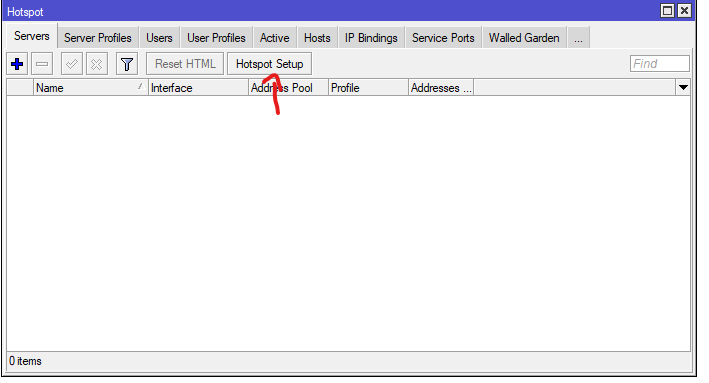 Hotspot
Servers Server Profiles Users User Profiles Active Hosts IP Bindings Service Ports Walled Garden ...
Reset HTML Hotspot Setup Find
Name Interface Address Pool Profile Addresses ...
0 items